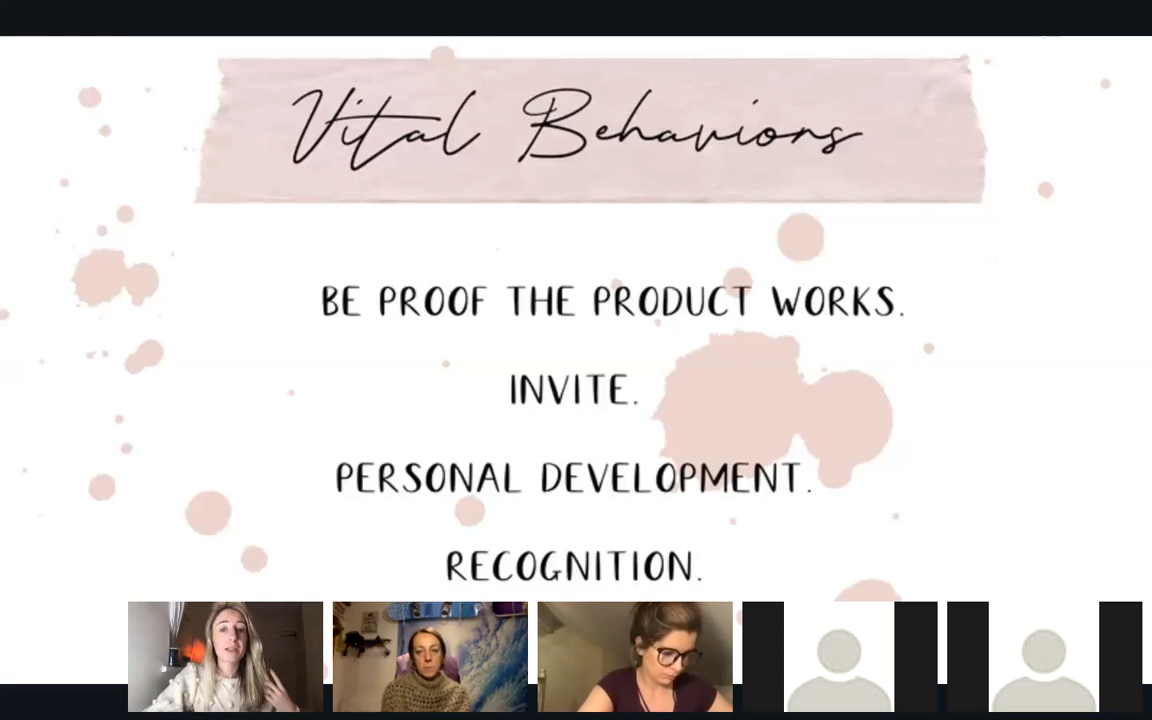 Vital Behaviors
BE PROOF THE PRODUCT WORKS.
INVITE.
PERSONAL DEVELOPMENT.
RECOGNITION.